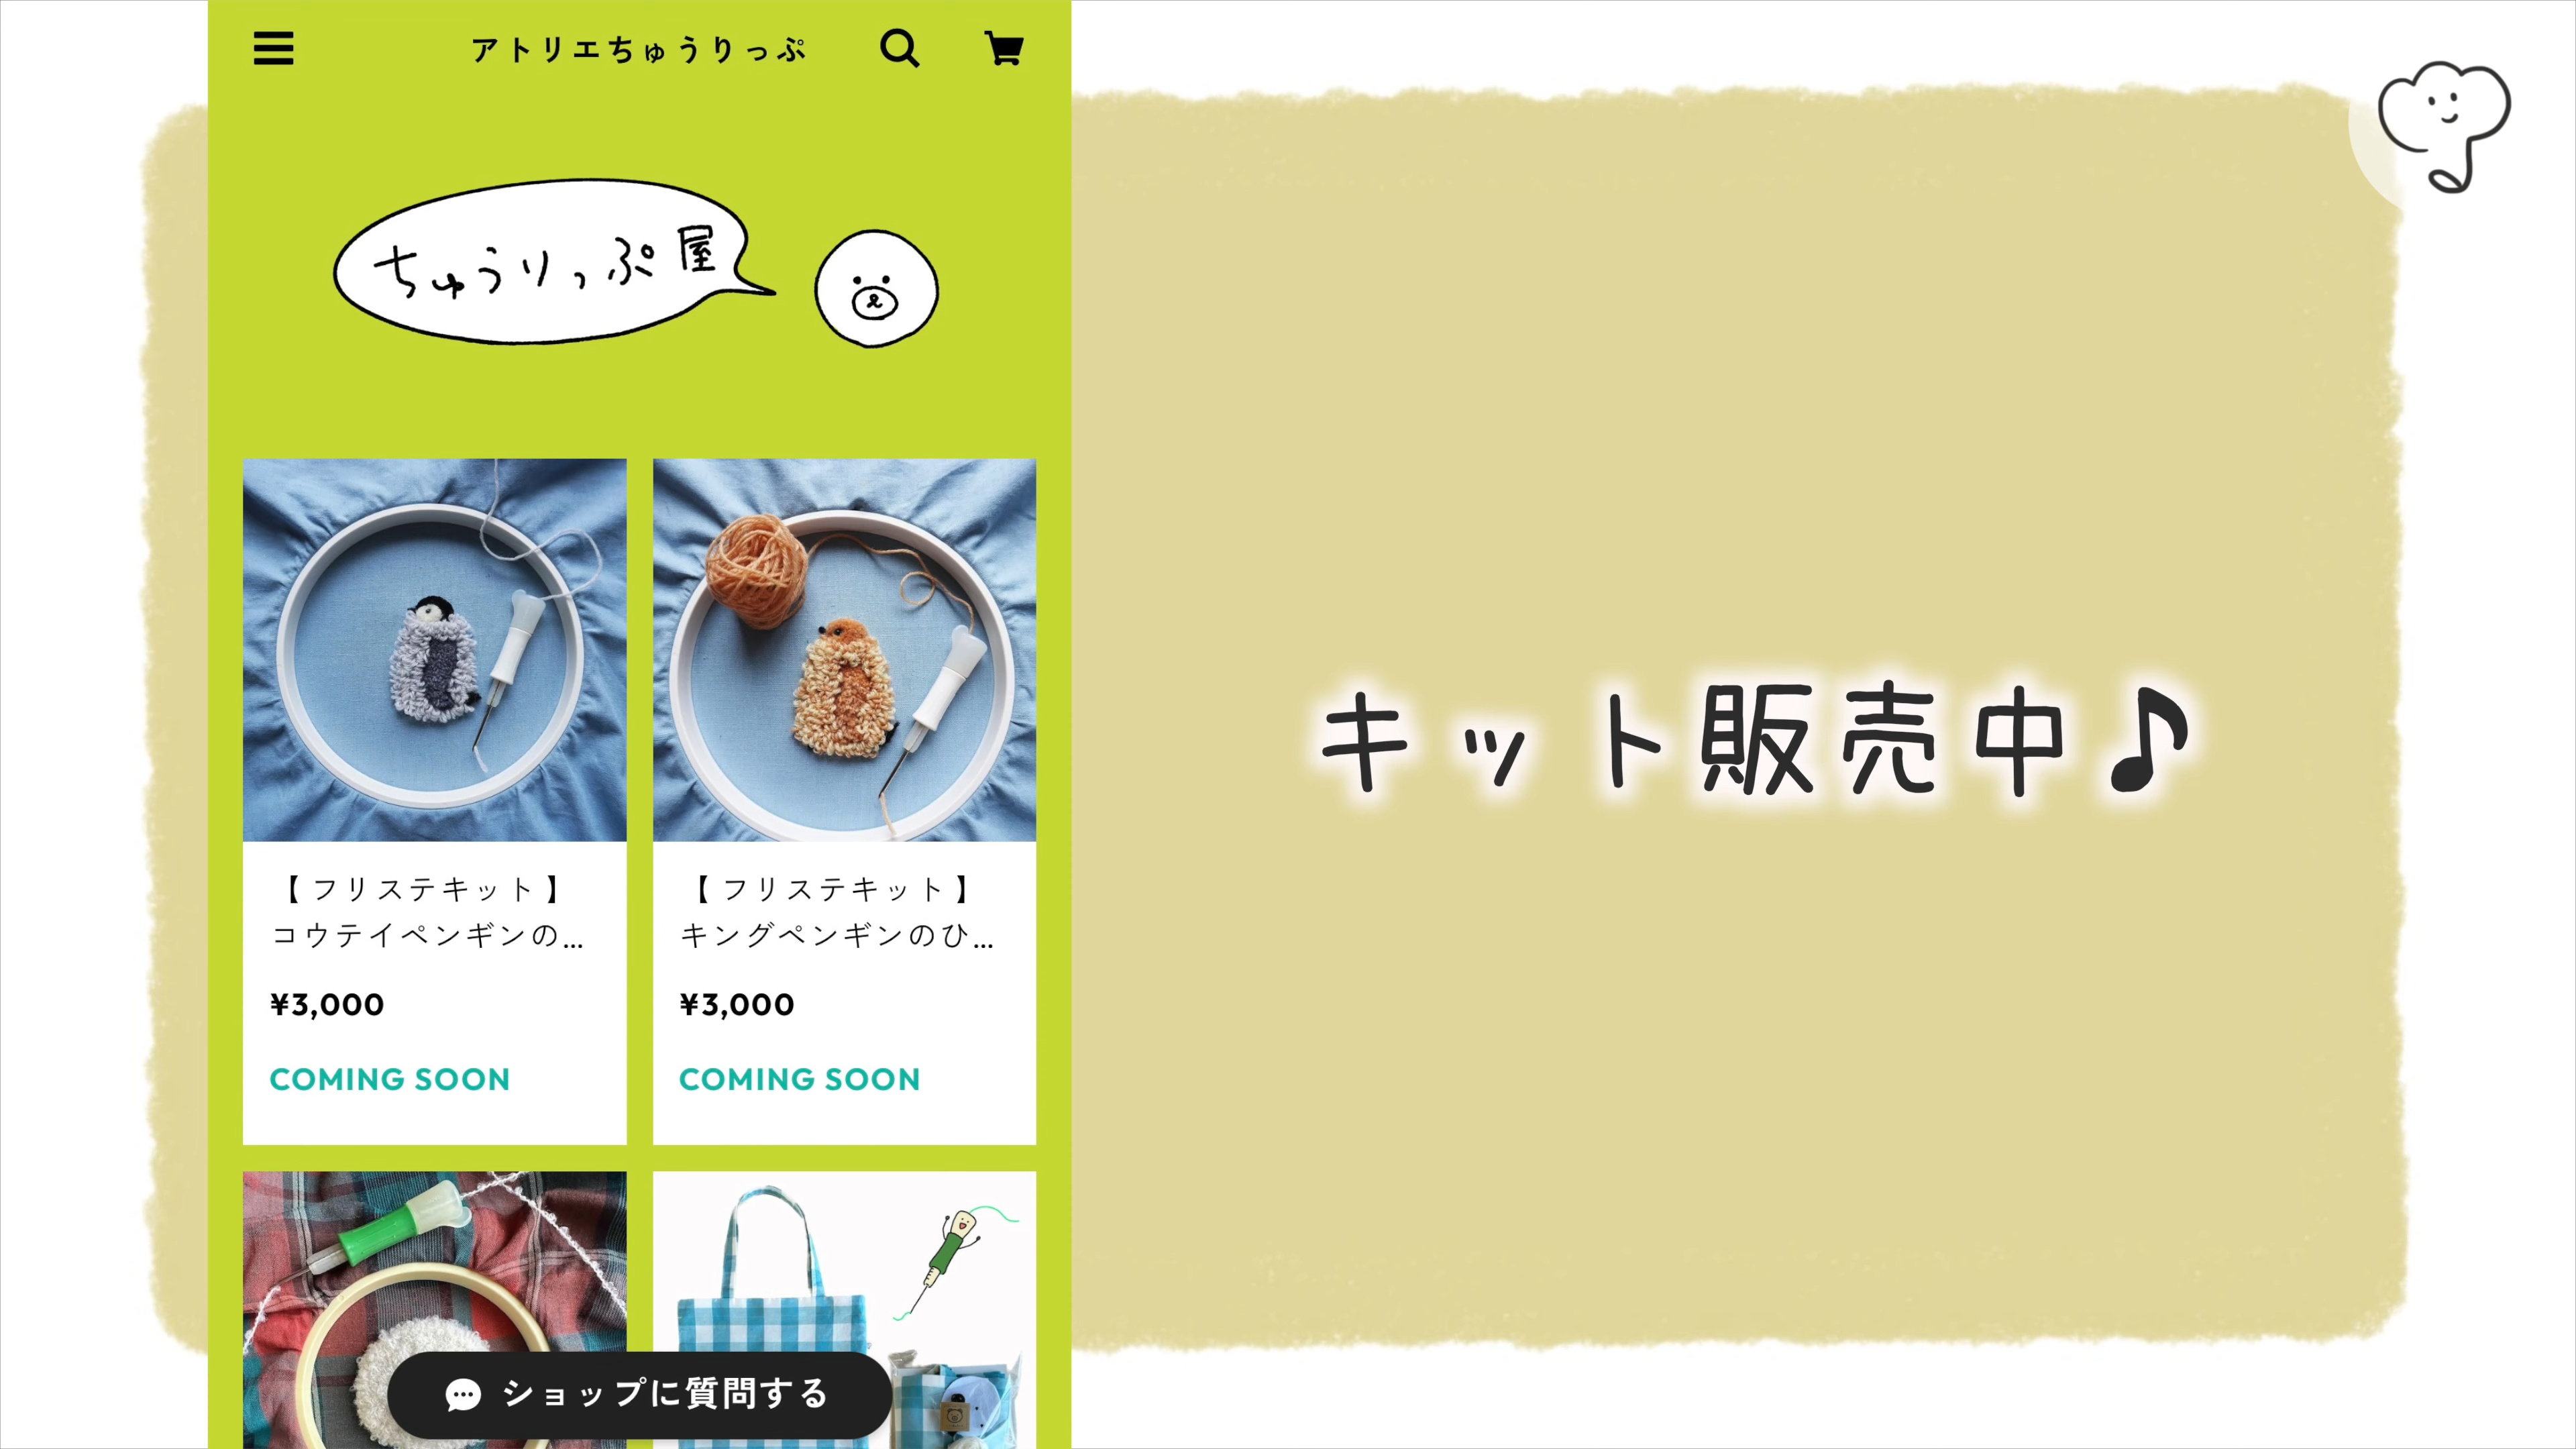 アトリエちゅうりっぷ
ちゅうりっぷ屋
【フリステキット】
コウテイペンギンの...
¥3,000
COMING SOON
【フリステキット】
キングペンギンのひ...
¥3,000
COMING SOON
ショップに質問する
キット販売中♪